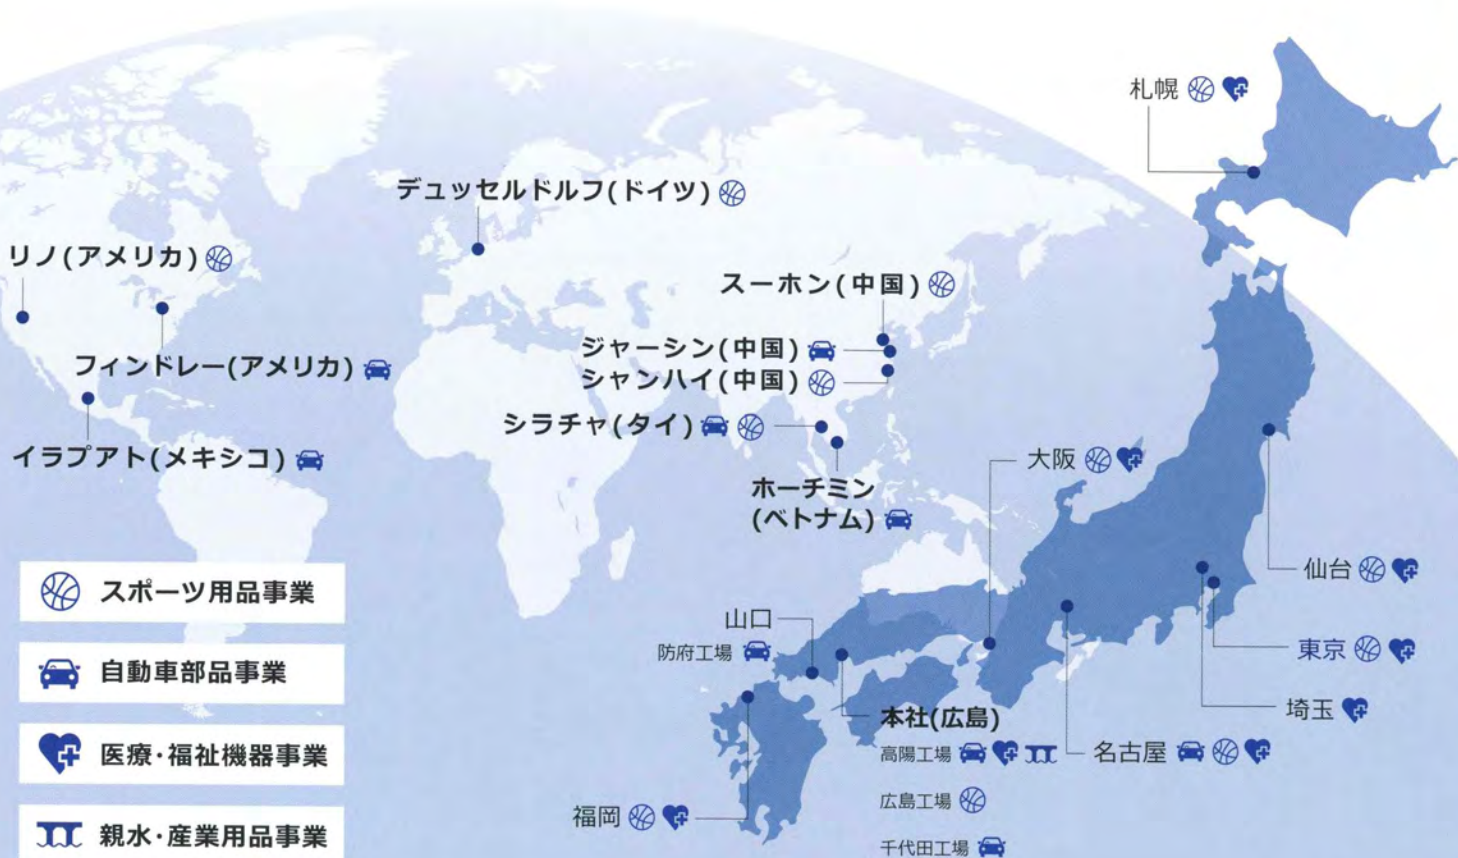 札幌
デュッセルドルフ(ドイツ)
リノ(アメリカ)
スーホン(中国)
ジャーシン(中国)
フィンドレー(アメリカ)
シャンハイ(中国)
シラチャ(タイ)
イラプアト(メキシコ)
大阪
ホーチミン
(ベトナム)
仙台
スポーツ用品事業
山口
防府工場
東京
自動車部品事業
埼玉
本社(広島)
高陽工場
名古屋
医療・福祉機器事業
広島工場
福岡
親水・産業用品事業
千代田工場